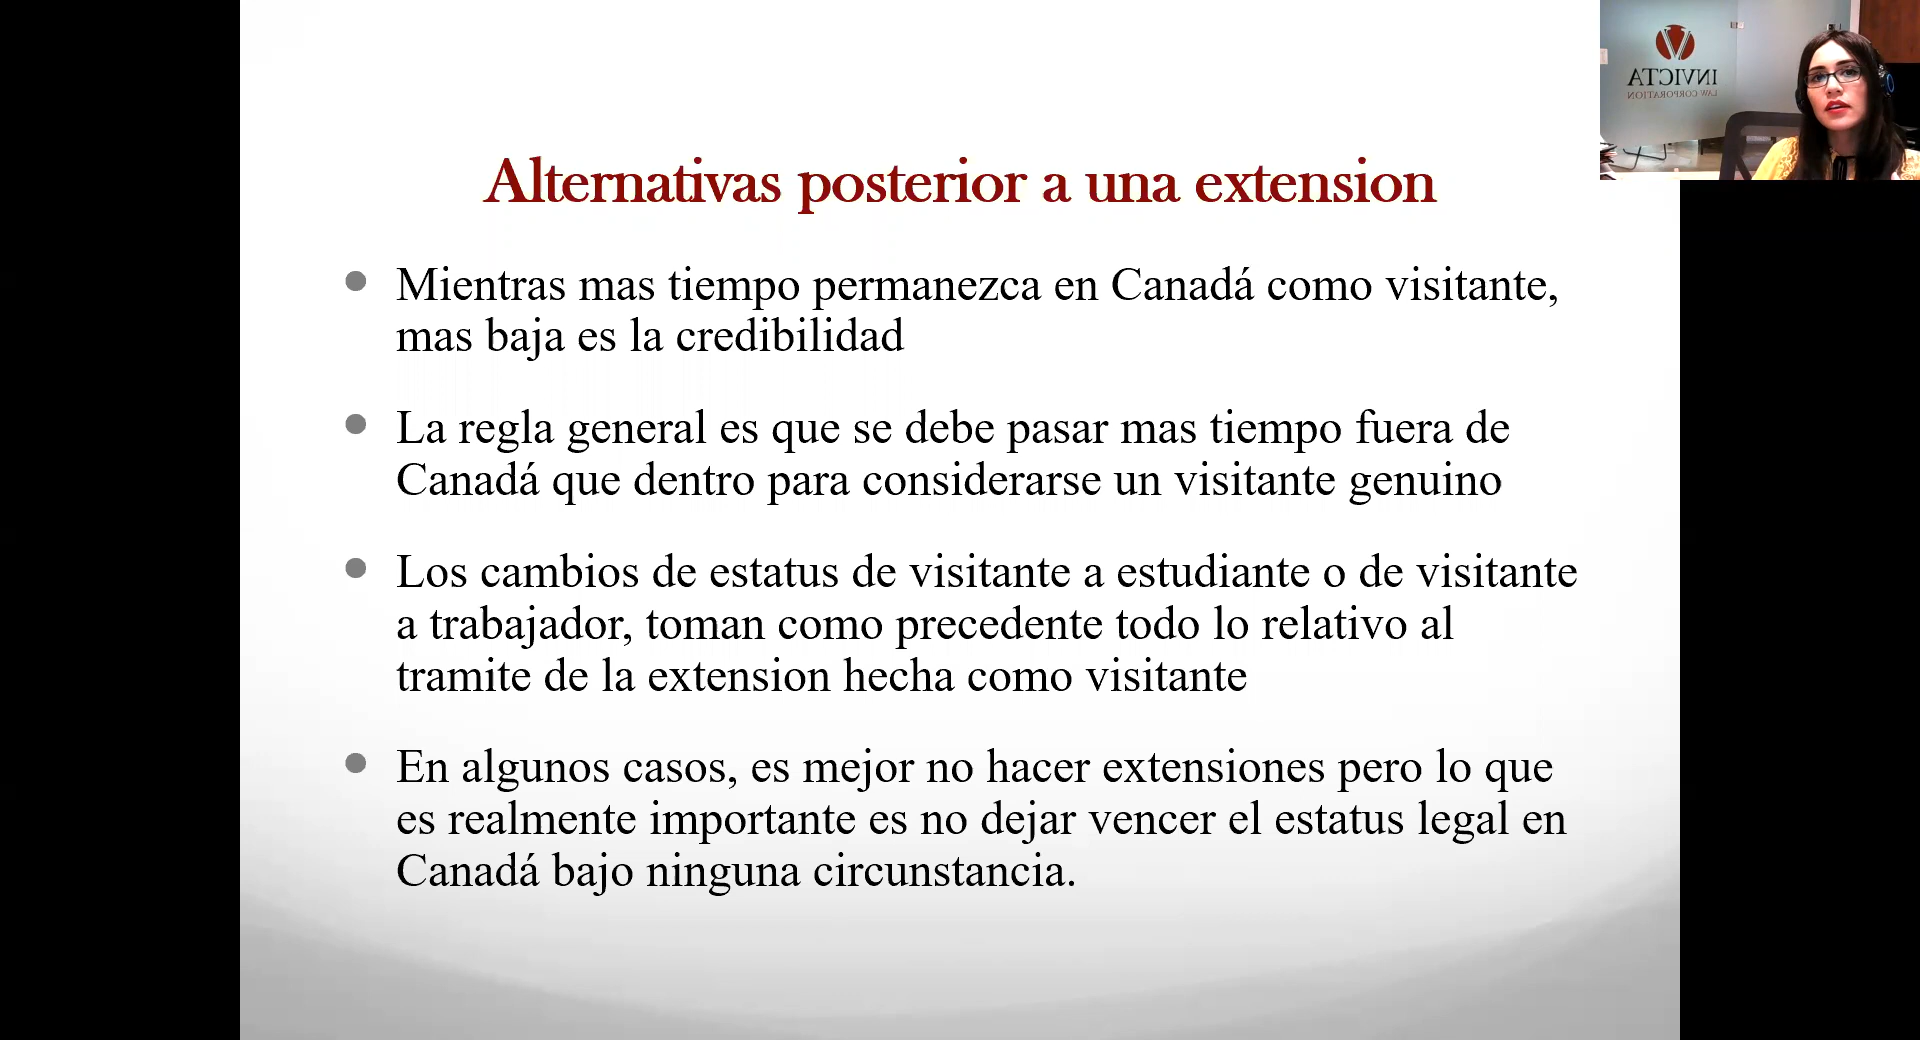 INVICTA
LAW CORPORATION
Alternativas posterior a una extension
Mientras mas tiempo permanezca en Canadá como visitante,
mas baja es la credibilidad
La regla general es que se debe pasar mas tiempo fuera de
Canadá que dentro para considerarse un visitante genuino
Los cambios de estatus de visitante a estudiante o de visitante
a trabajador, toman como precedente todo lo relativo al
tramite de la extension hecha como visitante
En algunos casos, es mejor no hacer extensiones pero lo que
es realmente importante es no dejar vencer el estatus legal en
Canadá bajo ninguna circunstancia.